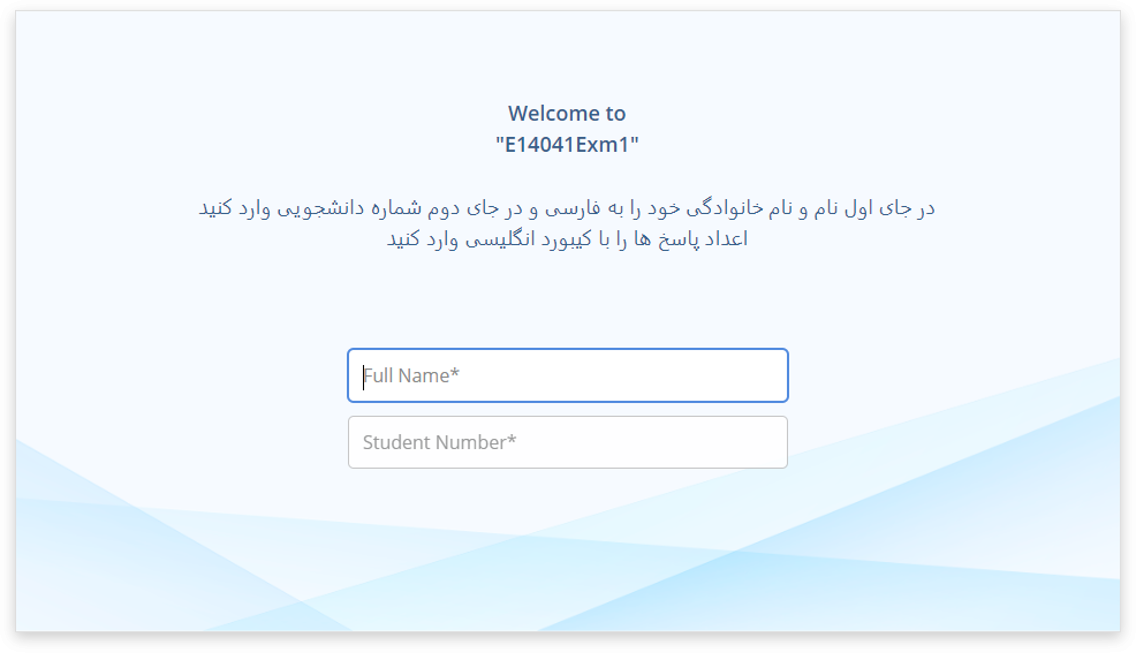 Welcome to
"E14041Exm1"
در جای اول نام و نام خانوادگی خود را به فارسی و در جای دوم شماره دانشجویی وارد کنید
اعداد پاسخ ها را با کیبورد انگلیسی وارد کنید
Full Name*
Student Number*